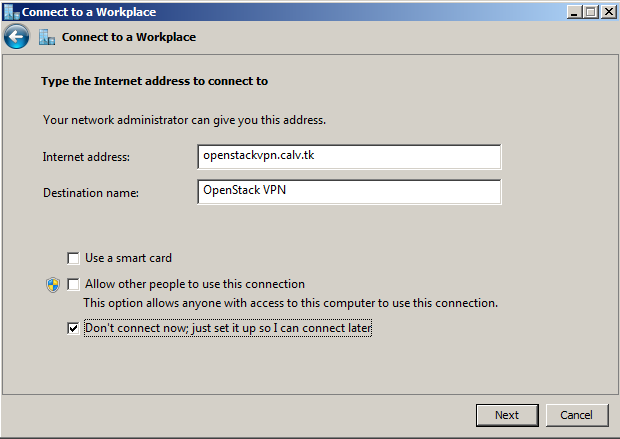 Connect to a Workplace
Connect to a Workplace
Type the Internet address to connect to
Your network administrator can give you this address.
Internet address: openstackvpn.calv.tk
Destination name: OpenStack VPN
Use a smart card
Allow other people to use this connection
This option allows anyone with access to this computer to use this connection.
Don't connect now; just set it up so I can connect later
Next Cancel